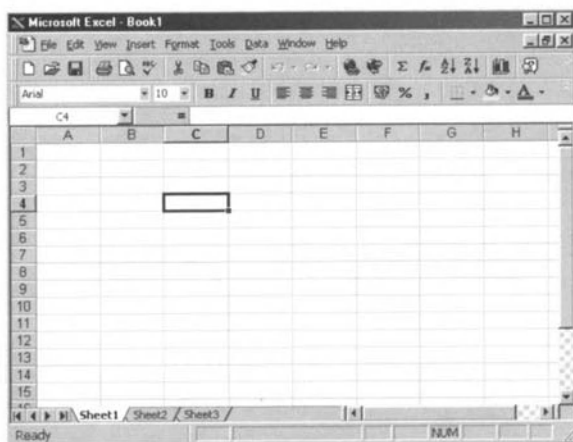 Microsoft Excel - Book1
File Edit View Insert Format Tools Data Window Help
Arial 10 B I U % ,
C4 =
A B C D E F G H
1
2
3
4
5
6
7
8
9
10
11
12
13
14
15
Sheet1 Sheet2 Sheet3
Ready NUM